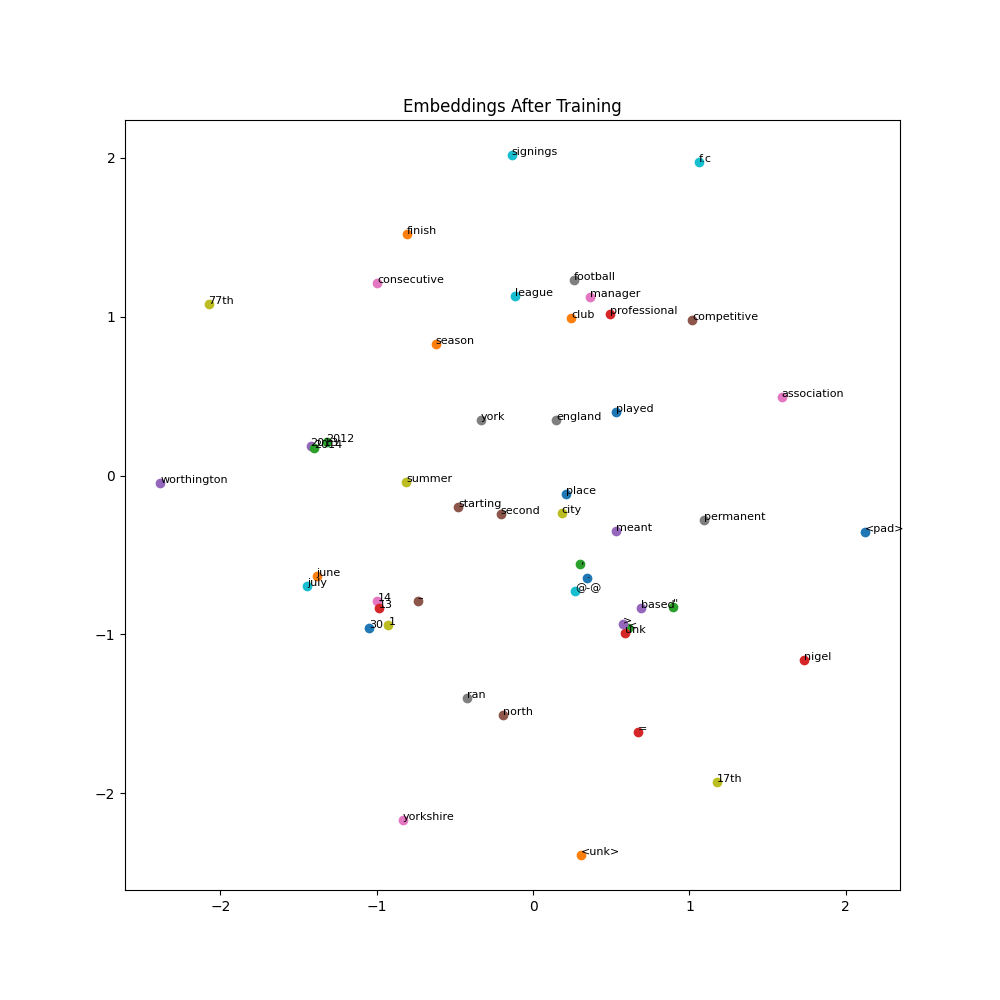 Embeddings After Training
signings
f.c
finish
football
consecutive
league
manager
77th
professional
club
competitive
season
association
played
york
england
2012
2014
worthington
summer
place
starting
second
city
permanent
meant
<pad>
'
june
july
@-@
14
13
–
based
"
30
1
>
<
unk
nigel
ran
north
=
17th
yorkshire
<unk>
2
1
0
−1
−2
−2
−1
0
1
2